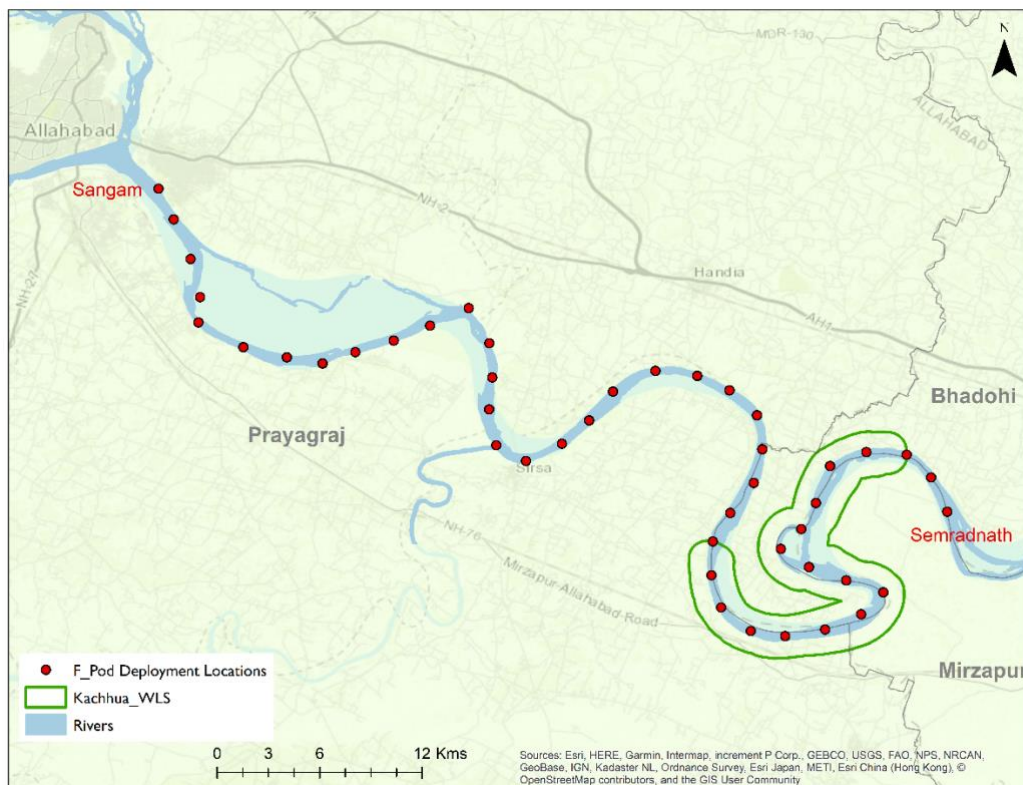 N
MDR-130
Allahabad
ALLAHABAD
Sangam
NH-2
NH-27
Handia
AH1
Bhadohi
Prayagraj
Sirsa
NH-76
Mirzapur-Allahabad-Road
Semradnath
Mirzapur
F_Pod Deployment Locations
Kachhua_WLS
Rivers
0 3 6 12 Kms
Sources: Esri, HERE, Garmin, Intermap, increment P Corp., GEBCO, USGS, FAO, NPS, NRCAN,
GeoBase, IGN, Kadaster NL, Ordnance Survey, Esri Japan, METI, Esri China (Hong Kong), ©
OpenStreetMap contributors, and the GIS User Community